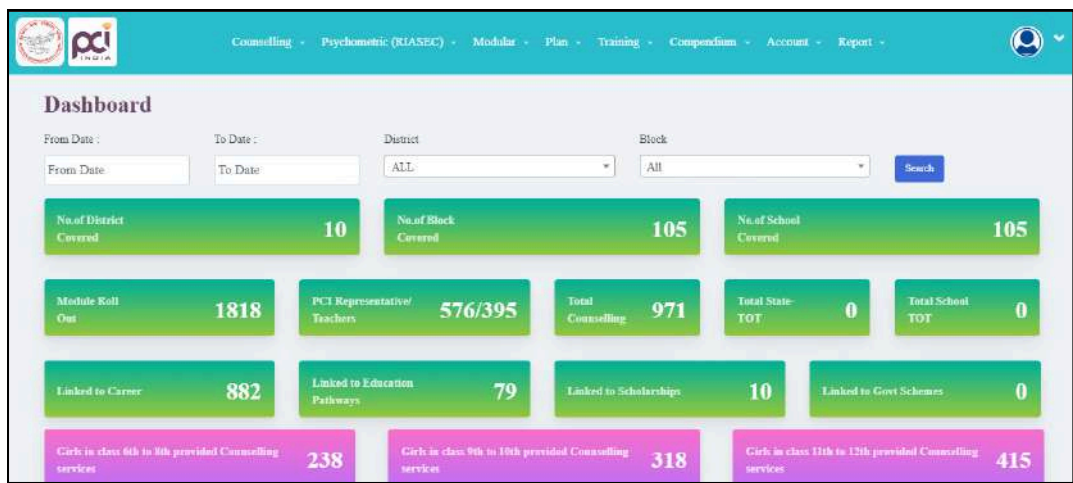 pci
INDIA
Counselling
Psychometric (RIASEC)
Modular
Plan
Training
Compendium
Account
Report
Dashboard
From Date :
To Date :
District
Block
From Date
To Date
ALL
All
Search
No.of District
Covered
10
No.of Block
Covered
105
No.of School
Covered
105
Module Roll
Out
1818
PCI Representative/
Teachers
576/395
Total
Counselling
971
Total State-
TOT
0
Total School
TOT
0
Linked to Career
882
Linked to Education
Pathways
79
Linked to Scholarships
10
Linked to Govt Schemes
0
Girls in class 6th to 8th provided Counselling
services
238
Girls in class 9th to 10th provided Counselling
services
318
Girls in class 11th to 12th provided Counselling
services
415